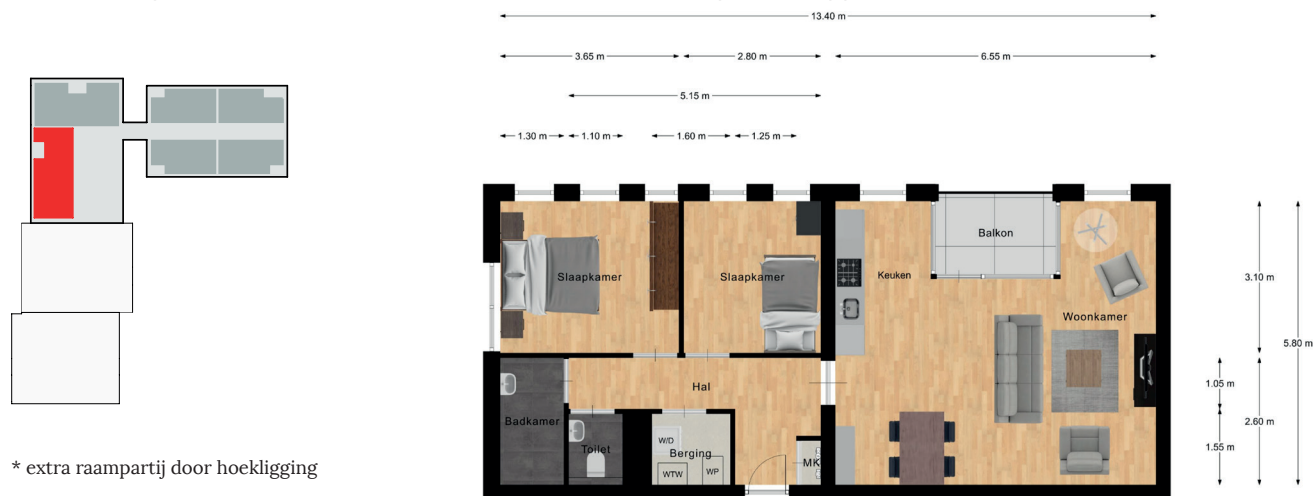 13.40 m
3.65 m 2.80 m 6.55 m
5.15 m
1.30 m 1.10 m 1.60 m 1.25 m
Balkon
Slaapkamer Slaapkamer Keuken
3.10 m
Woonkamer
5.80 m
Hal
1.05 m
Badkamer
2.60 m
W/D
Toilet Berging
1.55 m
MK
WTW WP
* extra raampartij door hoekligging